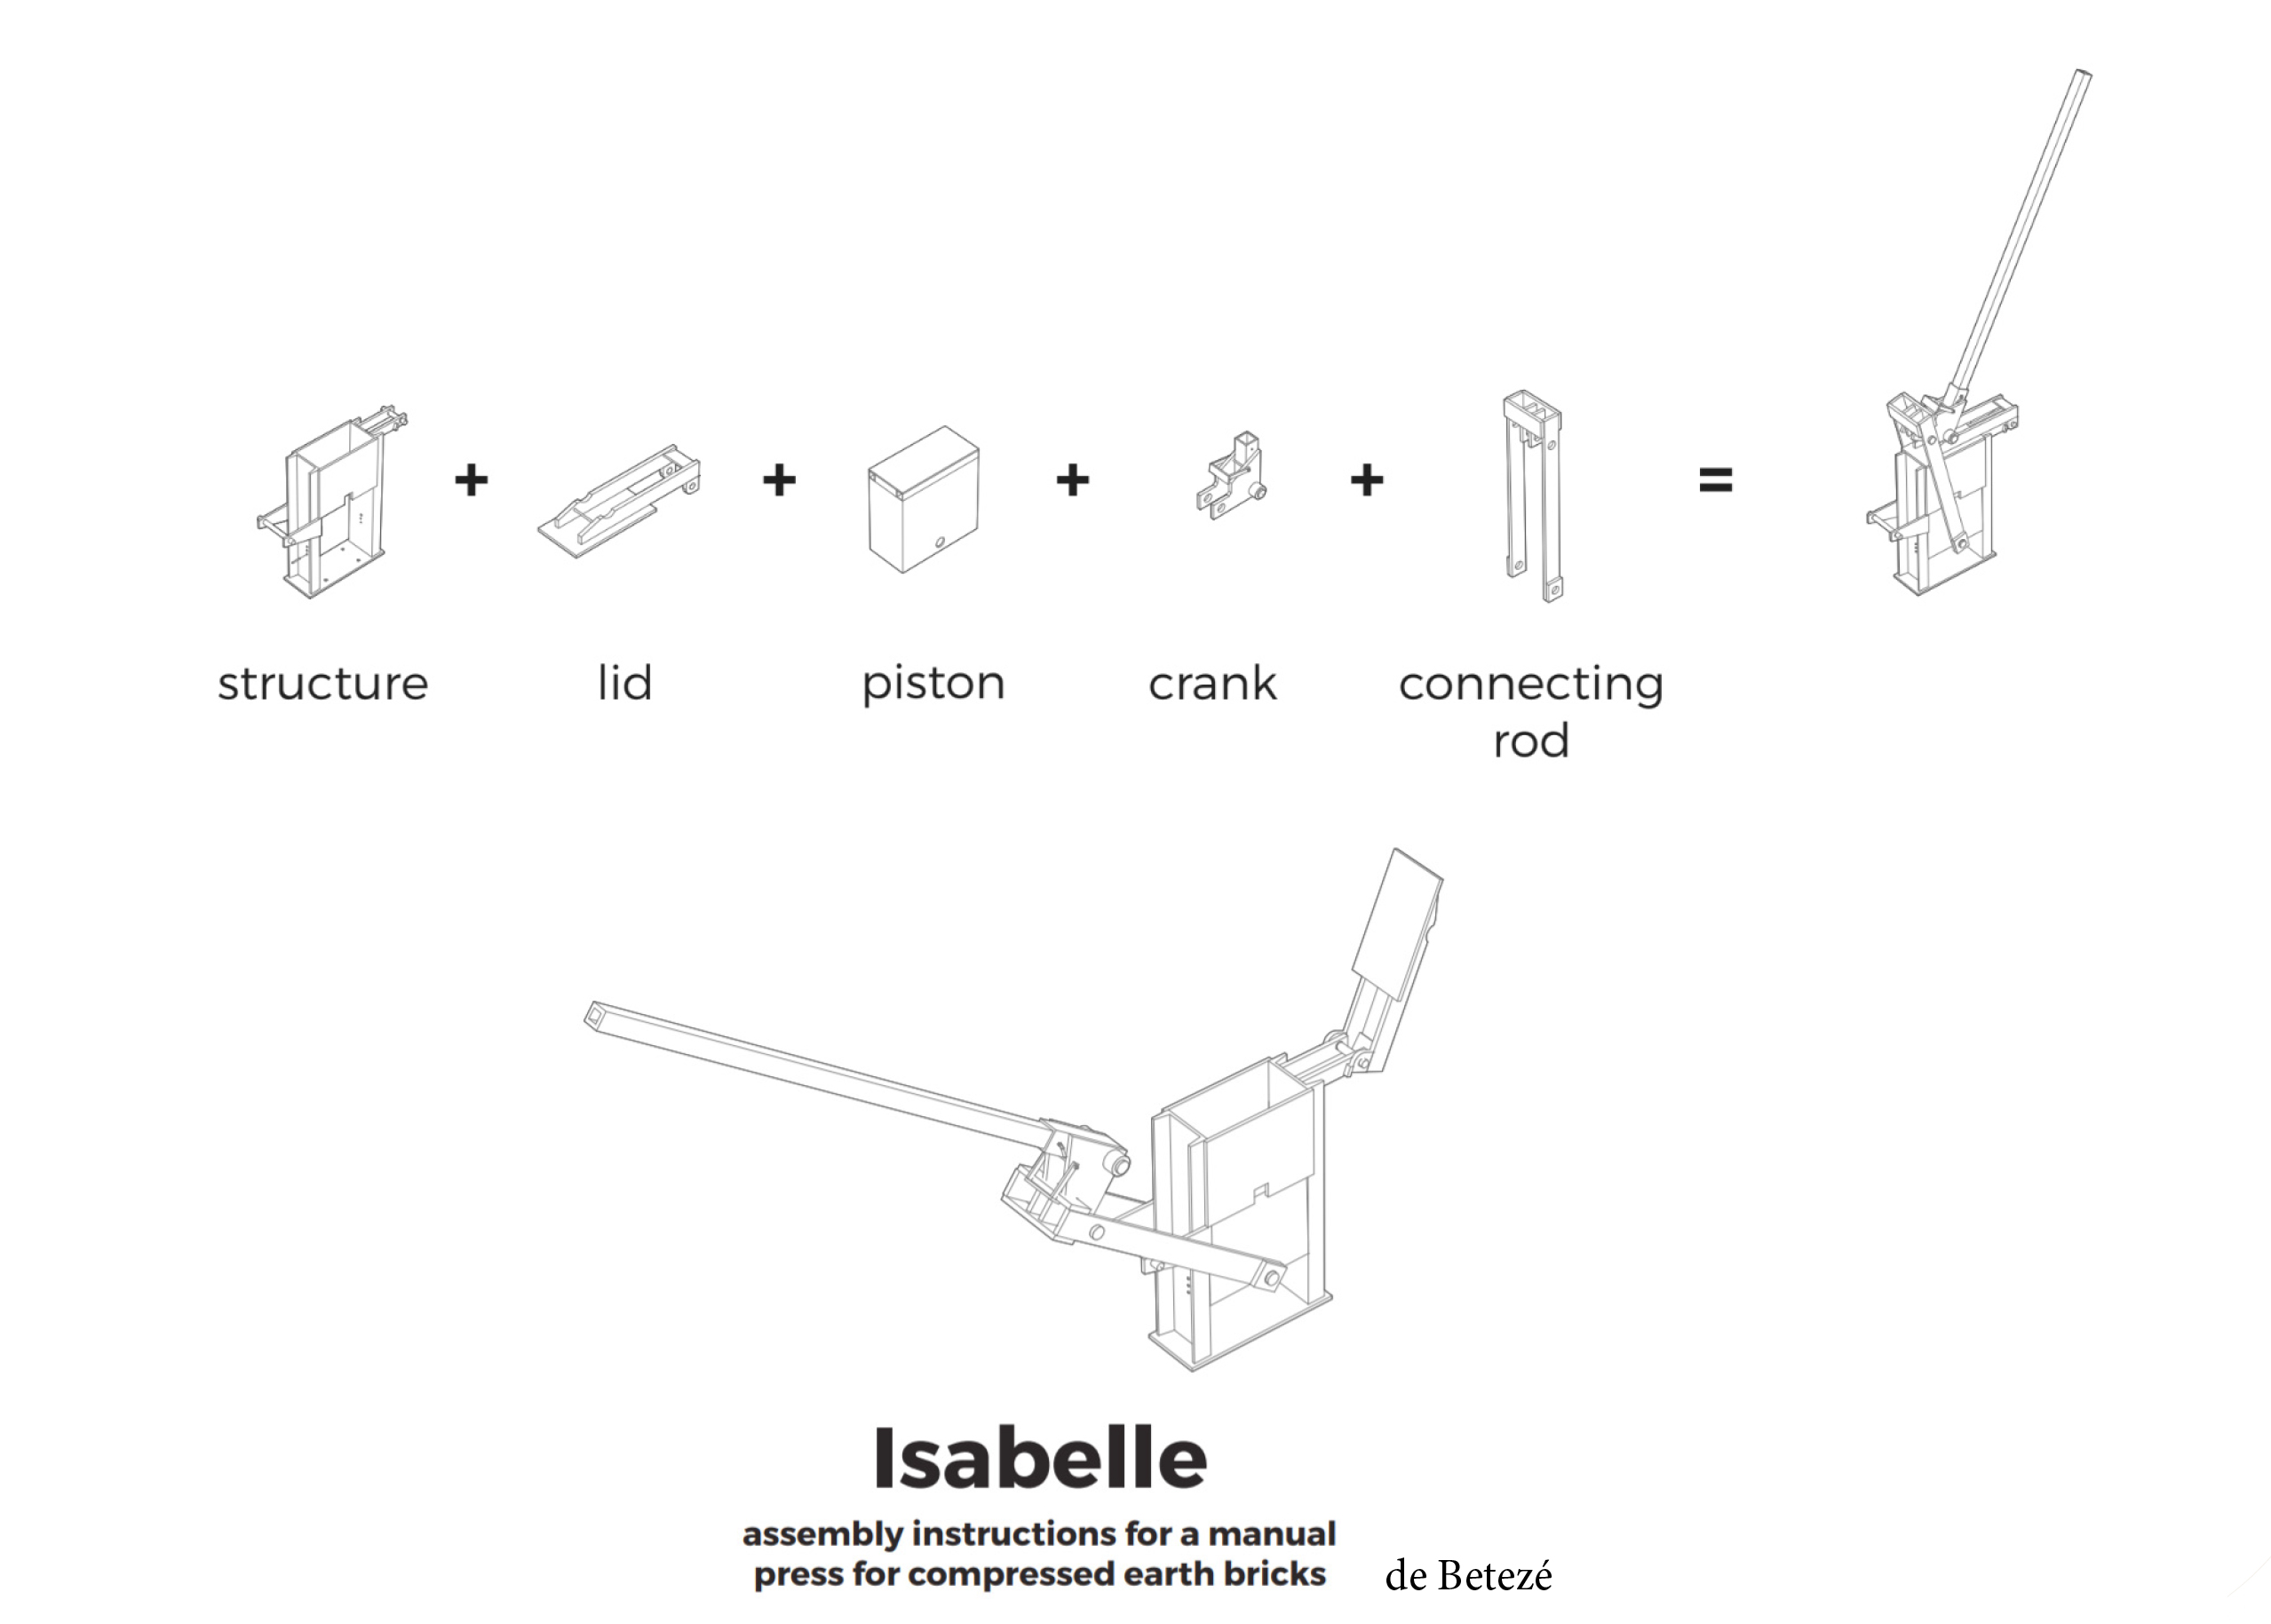 + + + + =
structure lid piston crank connecting
rod
Isabelle
assembly instructions for a manual
press for compressed earth bricks de Betezé